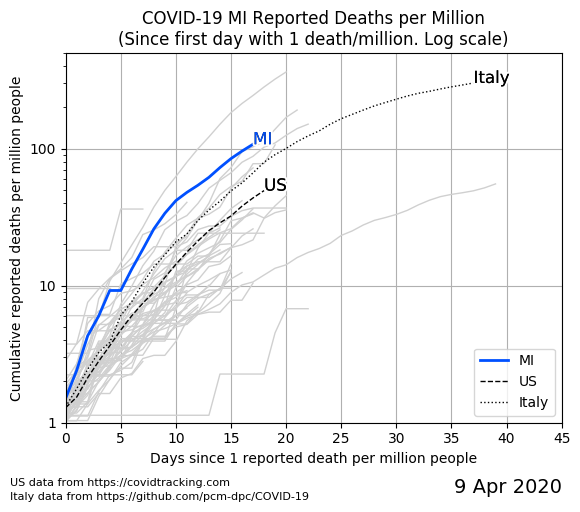 COVID-19 MI Reported Deaths per Million
(Since first day with 1 death/million. Log scale)
Cumulative reported deaths per million people
100
10
1
Italy
MI
US
MI
US
Italy
0 5 10 15 20 25 30 35 40 45
Days since 1 reported death per million people
US data from https://covidtracking.com
Italy data from https://github.com/pcm-dpc/COVID-19
9 Apr 2020